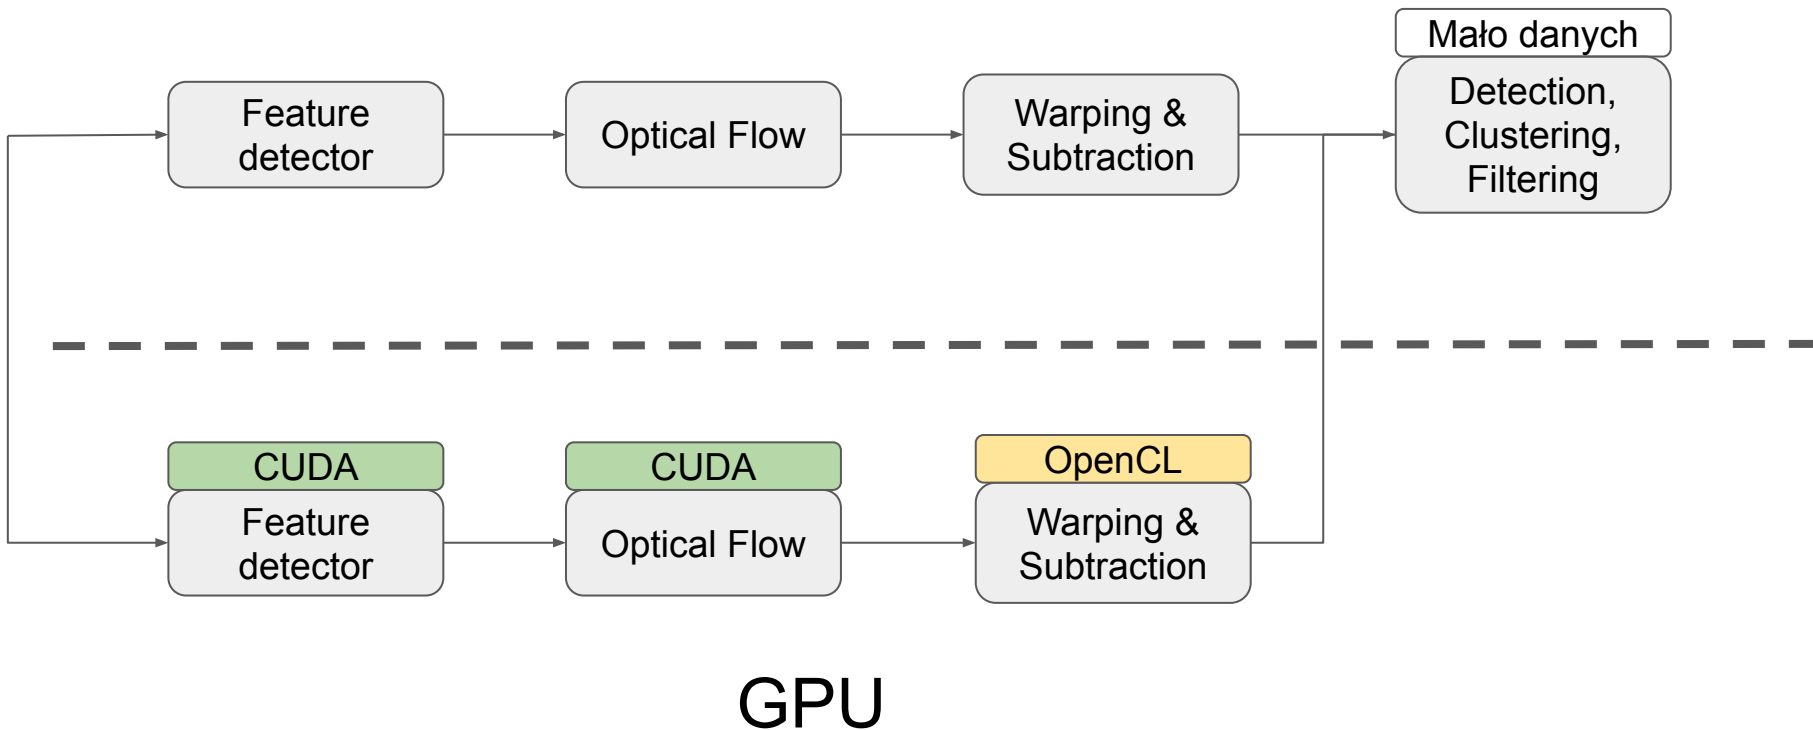 Mało danych
Feature
detector
Optical Flow
Warping &
Subtraction
Detection,
Clustering,
Filtering
CUDA
Feature
detector
CUDA
Optical Flow
OpenCL
Warping &
Subtraction
GPU